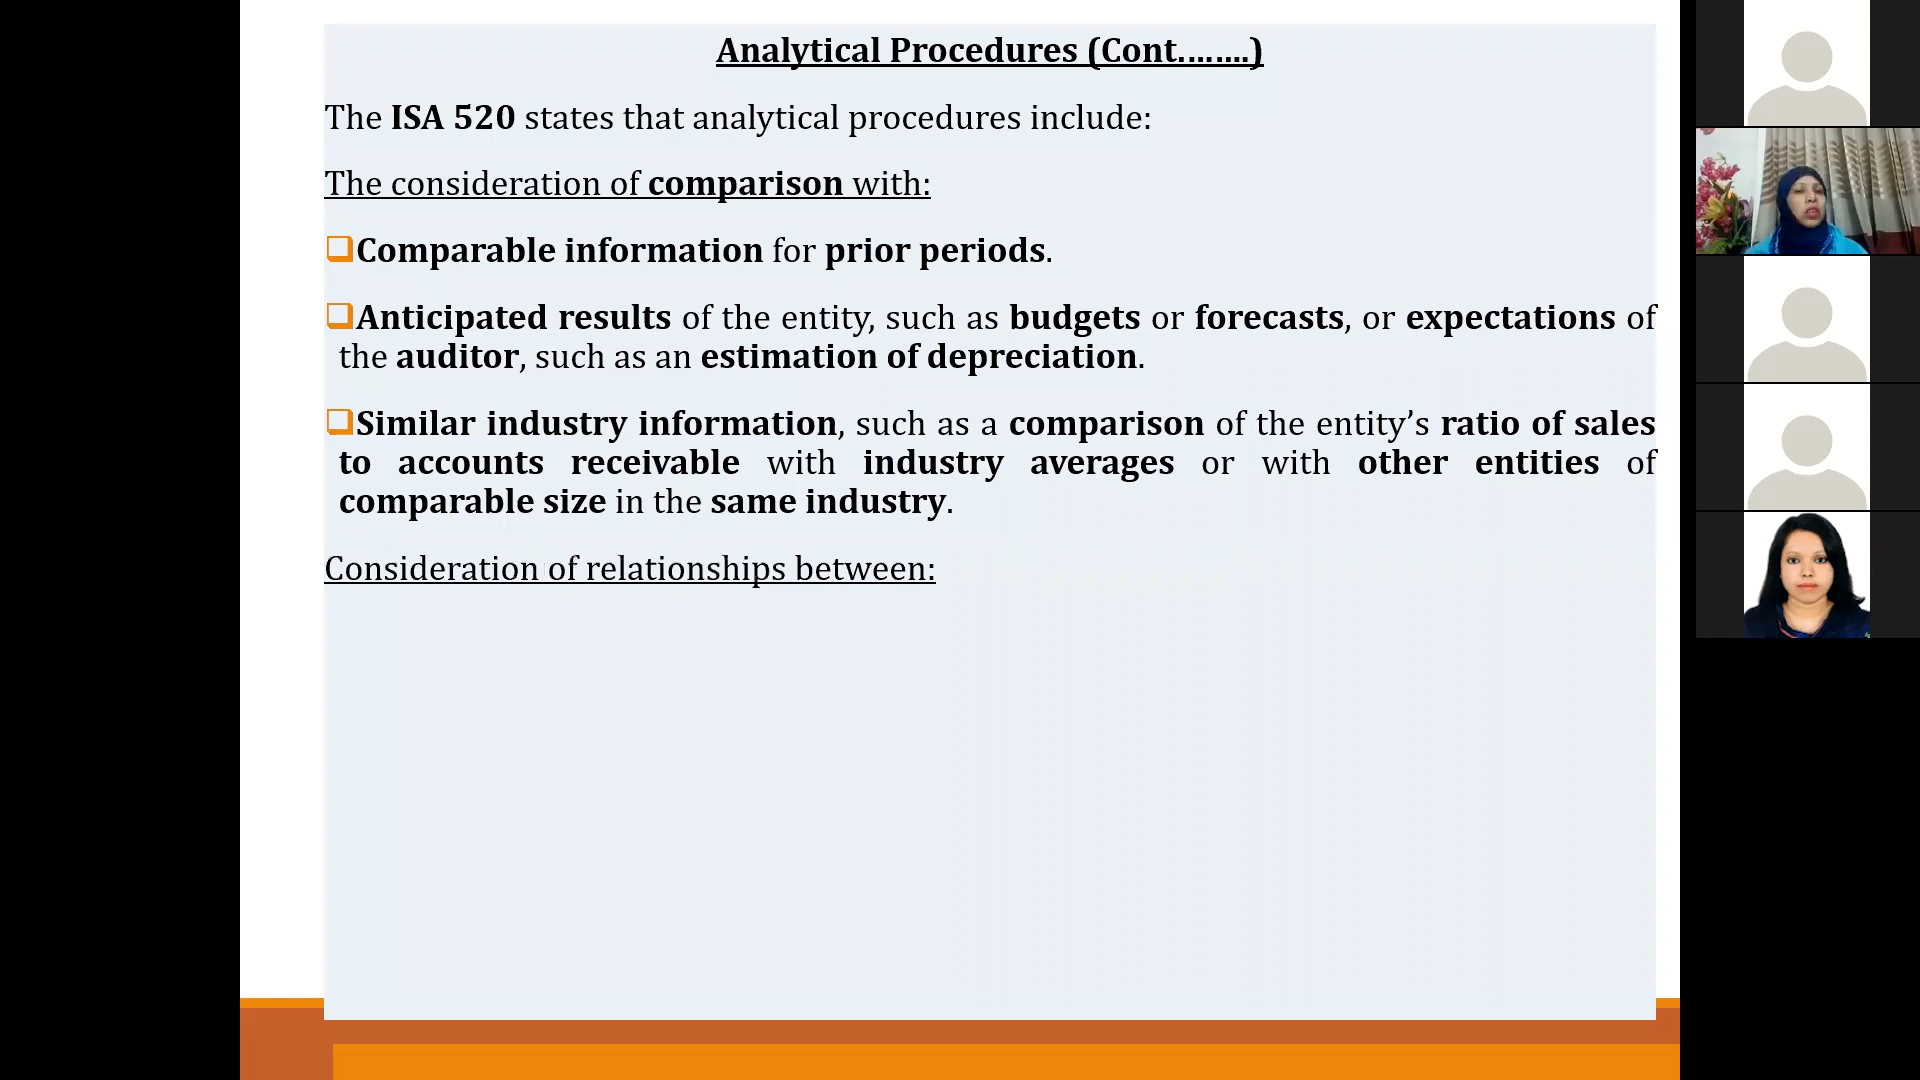 Analytical Procedures (Cont........)
The ISA 520 states that analytical procedures include:
The consideration of comparison with:
Comparable information for prior periods.
Anticipated results of the entity, such as budgets or forecasts, or expectations of
the auditor, such as an estimation of depreciation.
Similar industry information, such as a comparison of the entity’s ratio of sales
to accounts receivable with industry averages or with other entities of
comparable size in the same industry.
Consideration of relationships between: